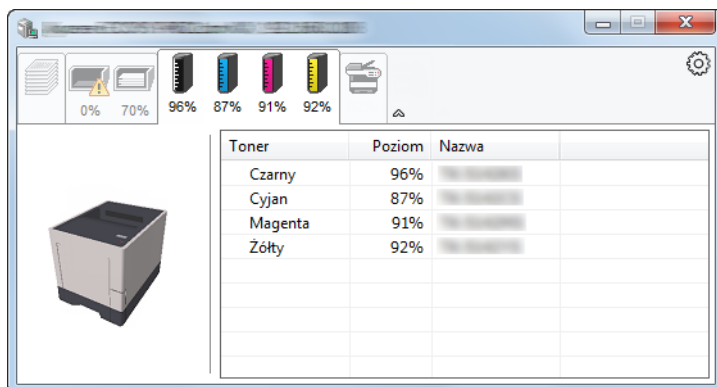 0% 70% 96% 87% 91% 92%
Toner Poziom Nazwa
Czarny 96%
Cyjan 87%
Magenta 91%
Żółty 92%